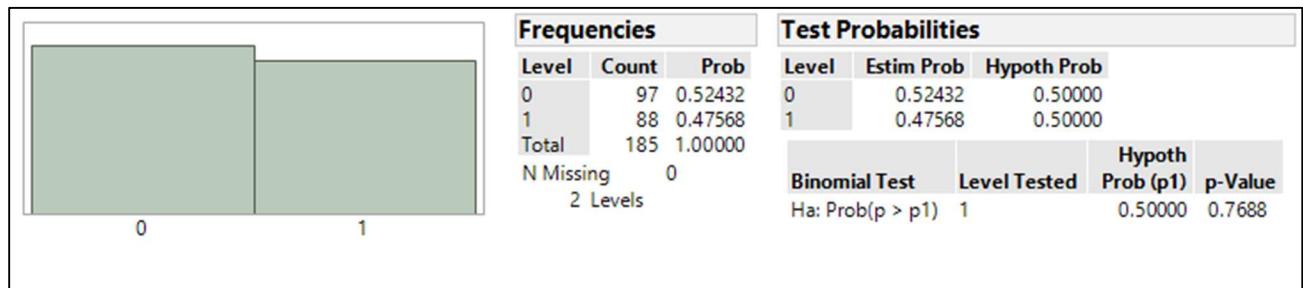 0 1
Frequencies
Level Count Prob
0 97 0.52432
1 88 0.47568
Total 185 1.00000
N Missing 0
2 Levels
Test Probabilities
Level Estim Prob Hypoth Prob
0 0.52432 0.50000
1 0.47568 0.50000
Hypoth
Binomial Test Level Tested Prob (p1) p-Value
Ha: Prob(p > p1) 1 0.50000 0.7688